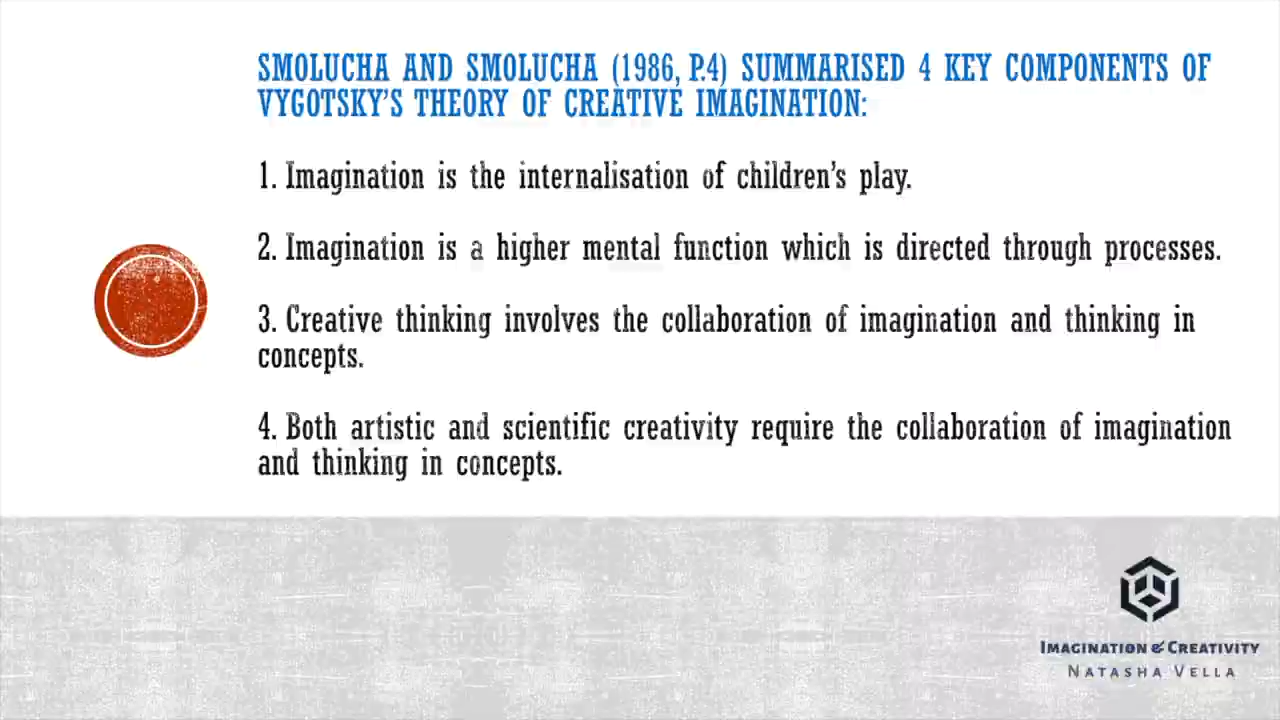 SMOLUCHA AND SMOLUCHA (1986, P.4) SUMMARISED 4 KEY COMPONENTS OF
VYGOTSKY'S THEORY OF CREATIVE IMAGINATION:
1. Imagination is the internalisation of children's play.
2. Imagination is a higher mental function which is directed through processes.
3. Creative thinking involves the collaboration of imagination and thinking in
concepts.
4. Both artistic and scientific creativity require the collaboration of imagination
and thinking in concepts.
IMAGINATION & CREATIVITY
NATASHA VELLA